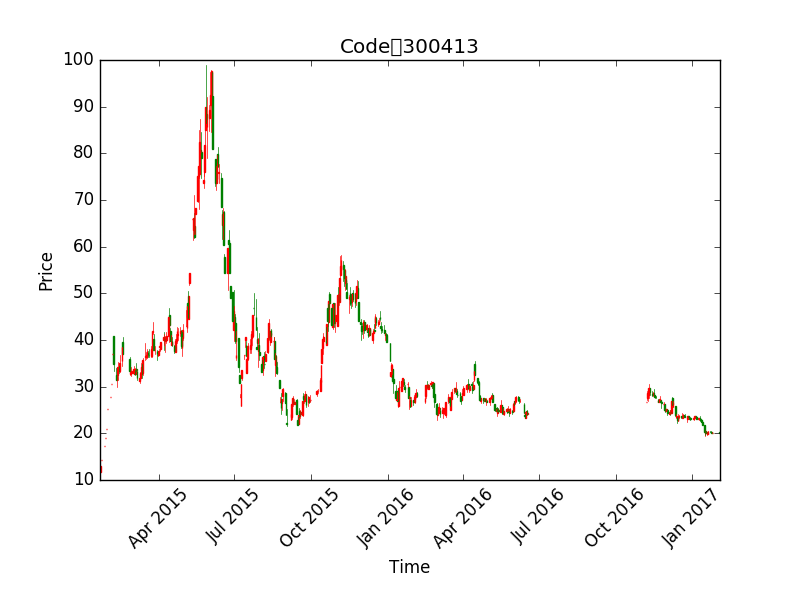 Code▯300413
100
90
80
70
60
50
40
30
20
10
Price
Apr 2015
Jul 2015
Oct 2015
Jan 2016
Apr 2016
Jul 2016
Oct 2016
Jan 2017
Time